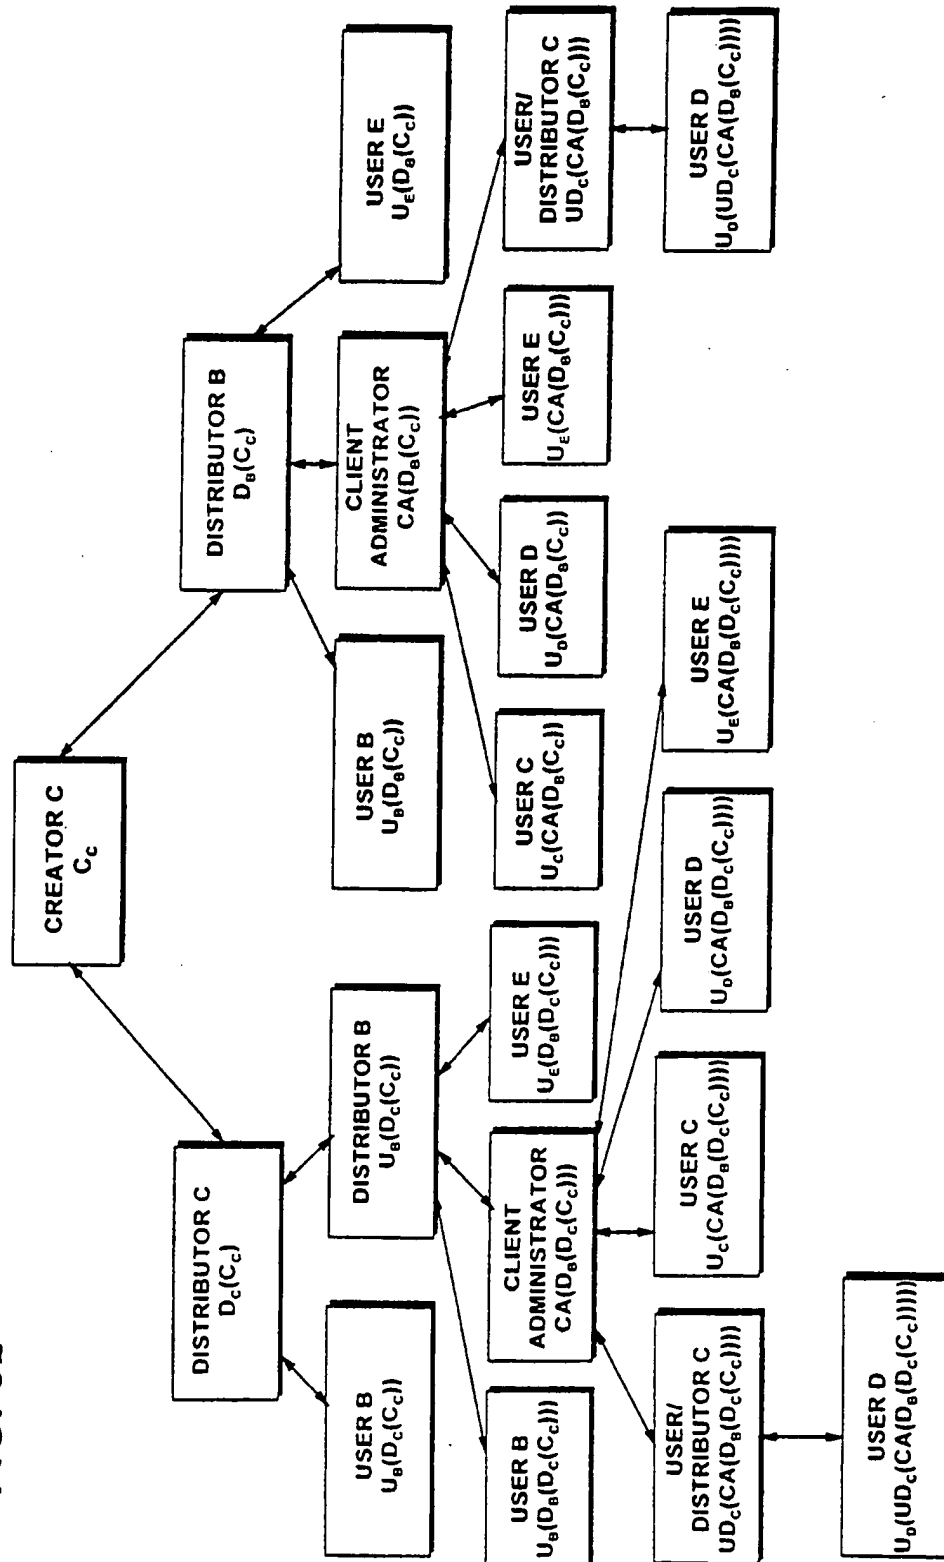 CREATOR C
C_C
DISTRIBUTOR C
D_C(C_C)
DISTRIBUTOR B
D_B(C_C)
USER B
U_B(D_C(C_C))
DISTRIBUTOR B
U_B(D_C(C_C))
USER B
U_B(D_B(C_C))
CLIENT
ADMINISTRATOR
CA(D_B(C_C))
USER E
U_E(D_B(C_C))
USER B
U_B(D_B(D_C(C_C)))
CLIENT
ADMINISTRATOR
CA(D_B(D_C(C_C)))
USER E
U_E(D_B(D_C(C_C)))
USER C
U_C(CA(D_B(C_C))
USER D
U_D(CA(D_B(C_C))
USER E
U_E(CA(D_B(C_C)))
USER/
DISTRIBUTOR C
UD_C(CA(D_B(C_C)))
USER/
DISTRIBUTOR C
UD_C(CA(D_B(D_C(C_C))))
USER C
U_C(CA(D_B(D_C(C_C)))))
USER D
U_D(CA(D_B(D_C(C_C))))
USER E
U_E(CA(D_B(D_C(C_C))))
USER D
U_D(UD_C(CA(D_B(C_C))))
USER D
U_D(UD_C(CA(D_B(D_C(C_C)))))